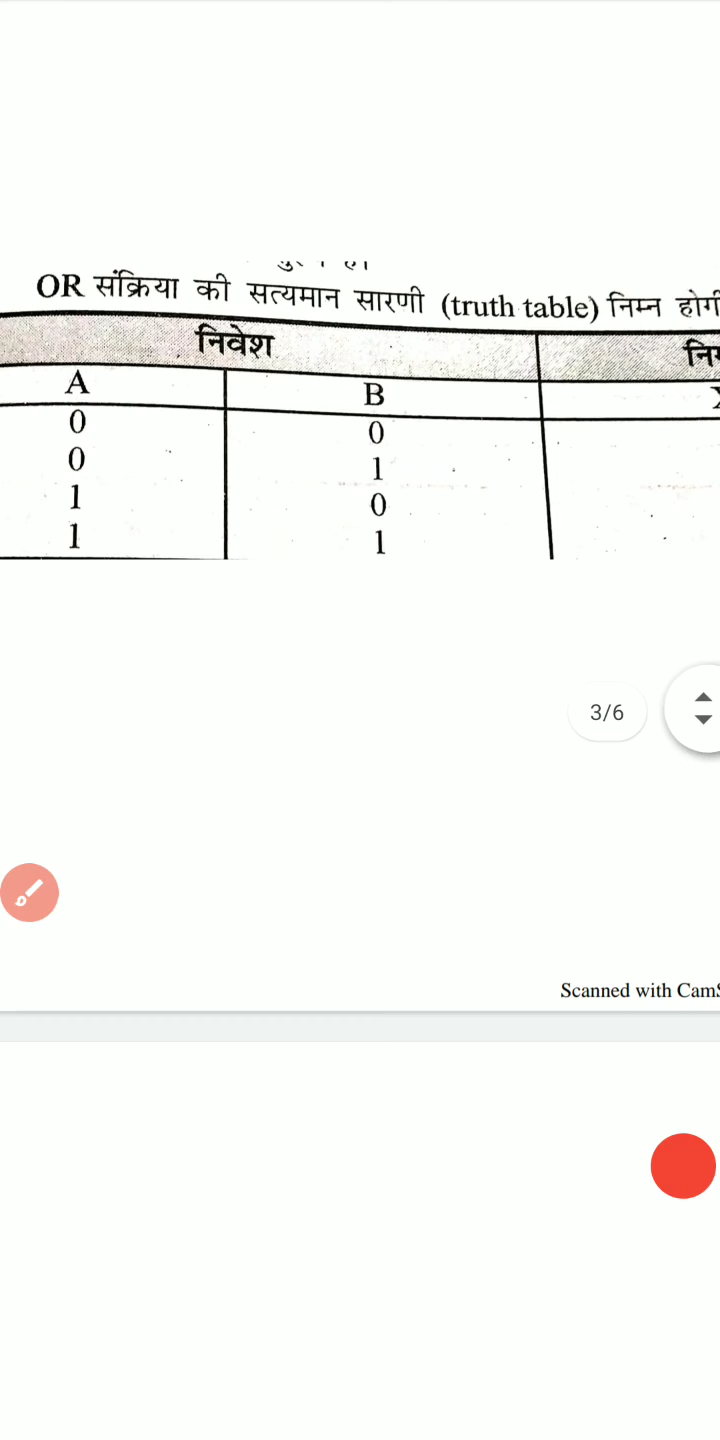 OR संक्रिया की सत्यमान सारणी (truth table) निम्न होगी
निवेश
A B
0 0
0 1
1 0
1 1
3/6
Scanned with Cam